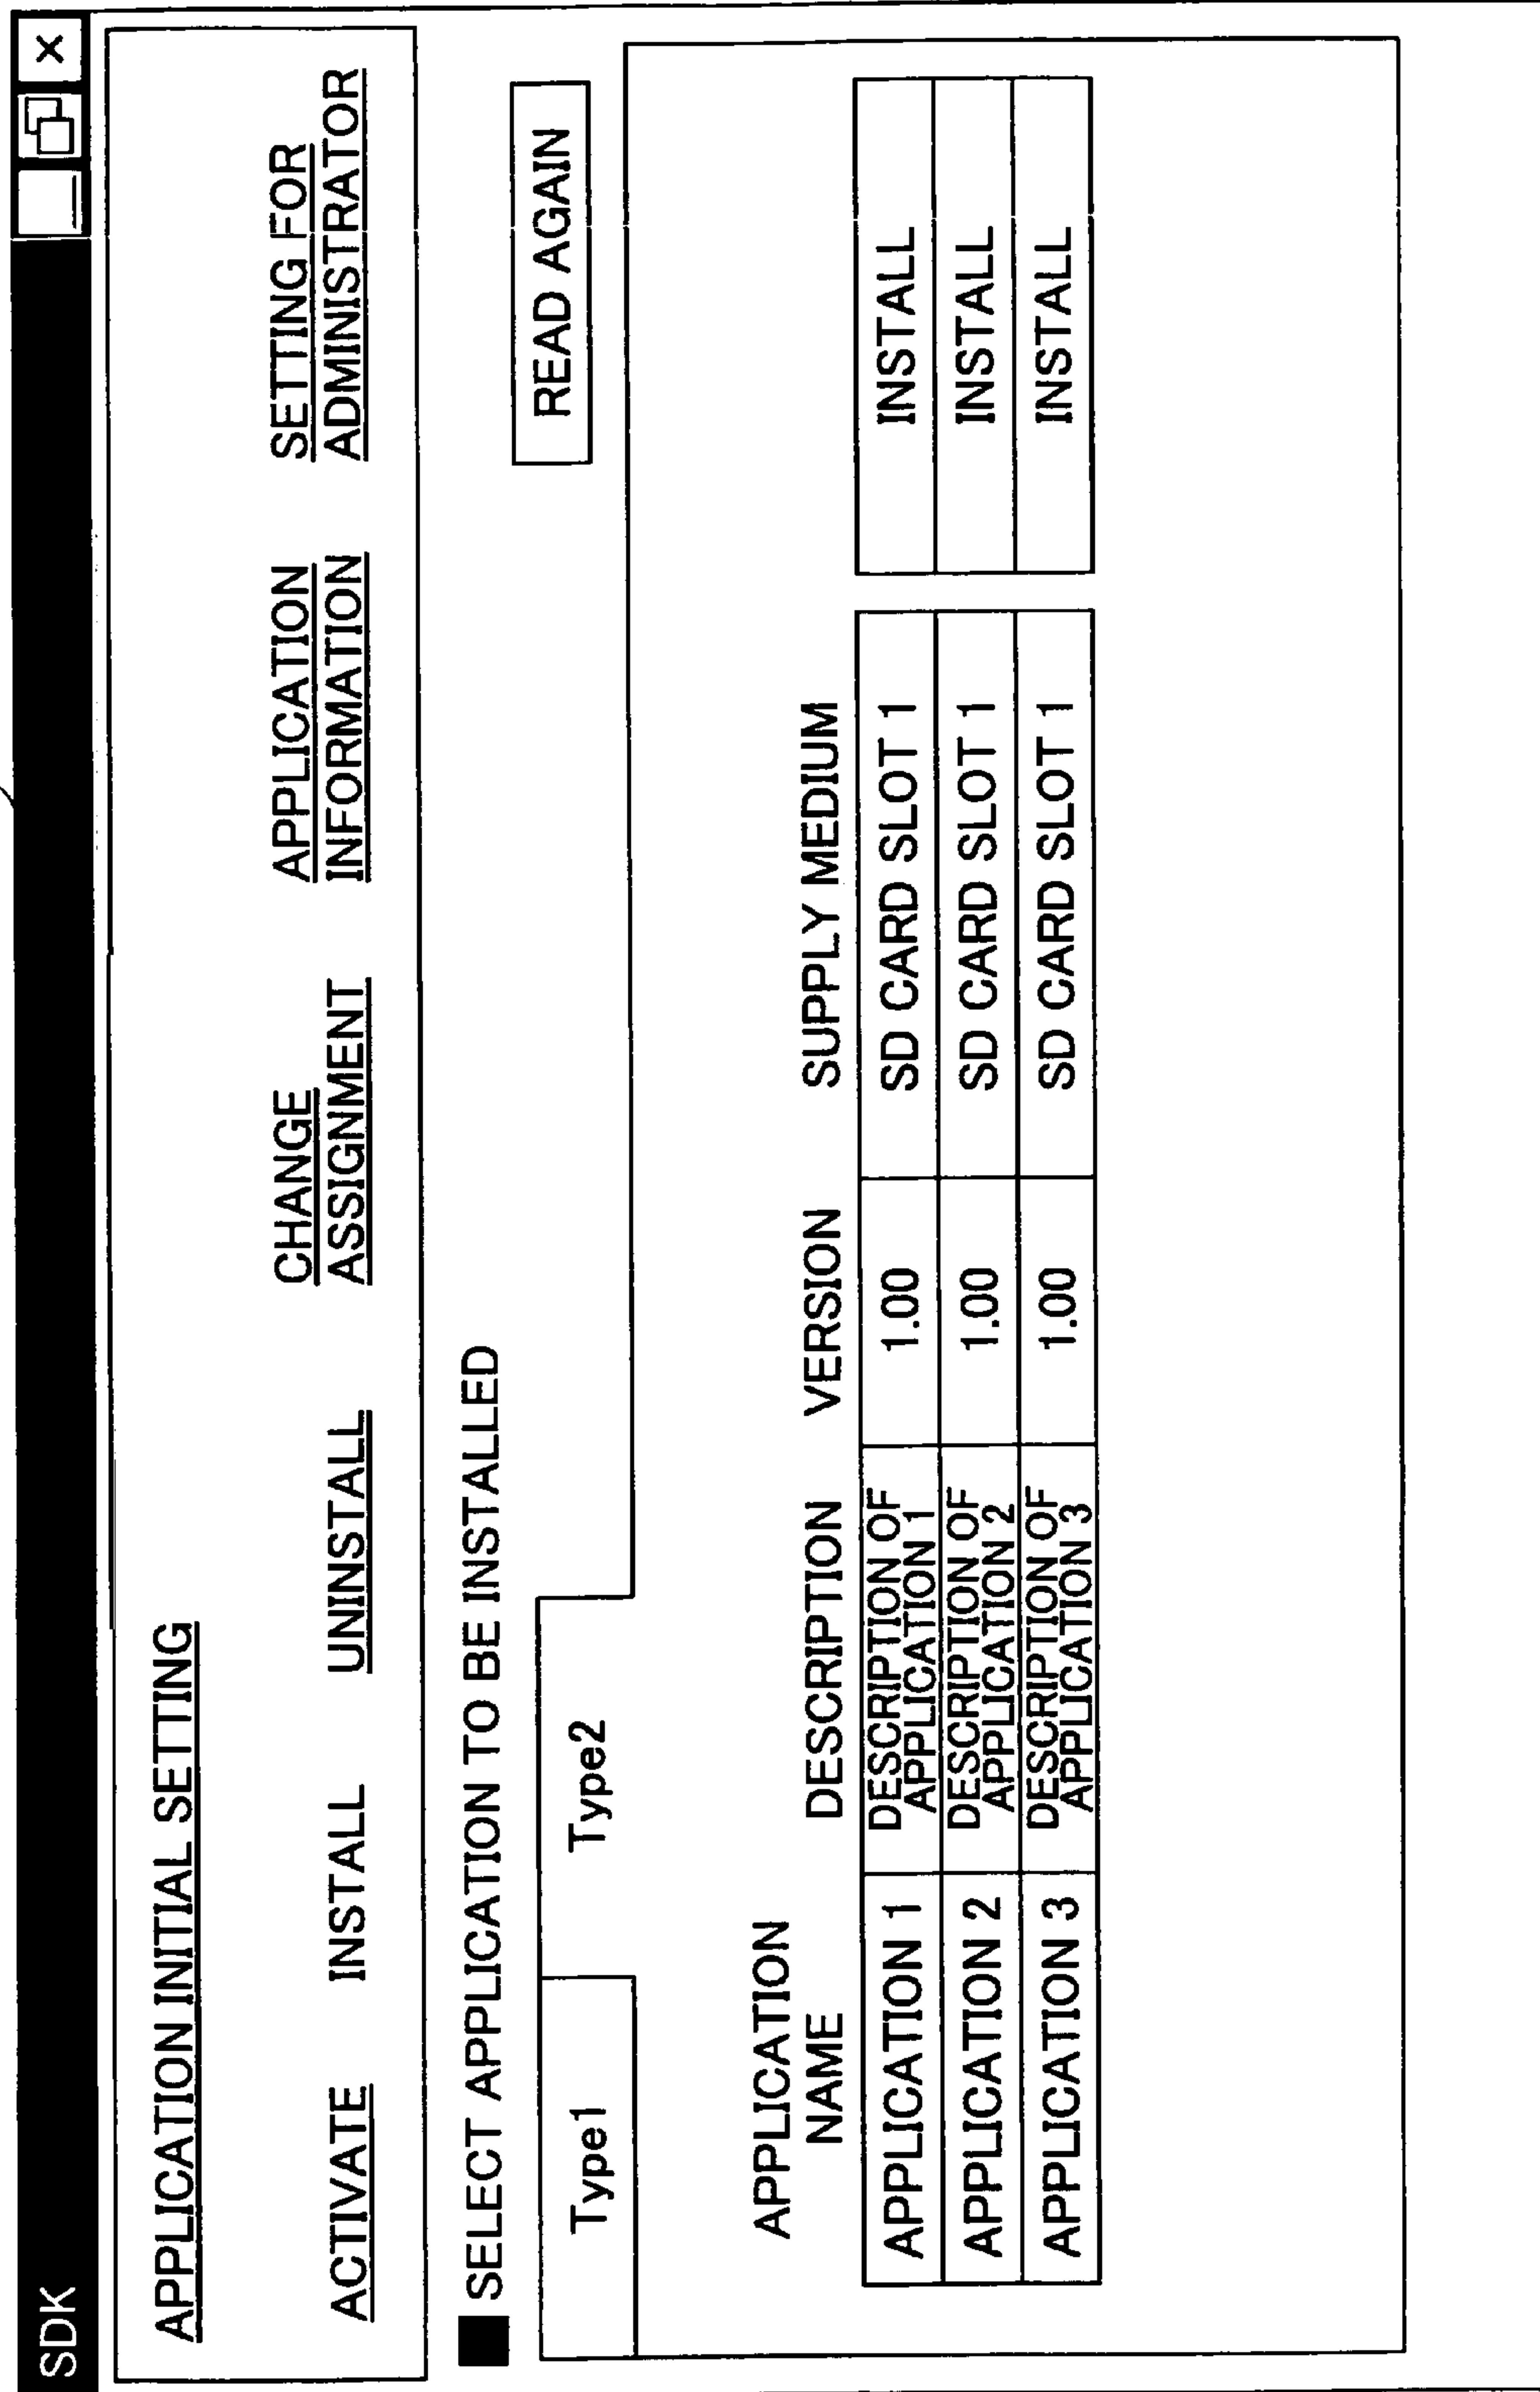 SDK
APPLICATION INITIAL SETTING
ACTIVATE INSTALL UNINSTALL CHANGE ASSIGNMENT APPLICATION INFORMATION SETTING FOR ADMINISTRATOR
SELECT APPLICATION TO BE INSTALLED
READ AGAIN
Type1 Type2
APPLICATION NAME DESCRIPTION VERSION SUPPLY MEDIUM
APPLICATION 1 DESCRIPTION OF APPLICATION 1 1.00 SD CARD SLOT 1 INSTALL
APPLICATION 2 DESCRIPTION OF APPLICATION 2 1.00 SD CARD SLOT 1 INSTALL
APPLICATION 3 DESCRIPTION OF APPLICATION 3 1.00 SD CARD SLOT 1 INSTALL